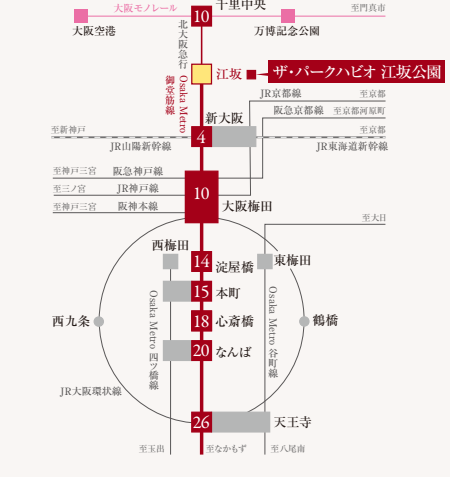 大阪モノレール
10
千里中央
至門真市
大阪空港
万博記念公園
北大阪急行
江坂
ザ・パークハビオ 江坂公園
Osaka Metro
御堂筋線
JR京都線
至京都
新大阪
阪急京都線
至京都河原町
至新神戸
4
至京都
JR山陽新幹線
JR東海道新幹線
至神戸三宮
阪急神戸線
至三ノ宮
JR神戸線
10
至神戸三宮
阪神本線
大阪梅田
至大日
西梅田
14
淀屋橋
東梅田
15
本町
Osaka Metro 四ツ橋線
Osaka Metro 谷町線
西九条
18
心斎橋
鶴橋
20
なんば
JR大阪環状線
26
天王寺
至玉出
至なかもず
至八尾南